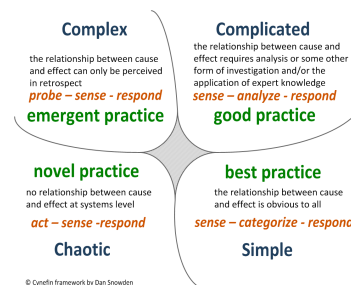 Complex
the relationship between cause
and effect can only be perceived
in retrospect
probe – sense - respond
emergent practice
Complicated
the relationship between cause and
effect requires analysis or some other
form of investigation and/or the
application of expert knowledge
sense – analyze - respond
good practice
novel practice
no relationship between cause
and effect at systems level
act – sense -respond
Chaotic
best practice
the relationship between cause
and effect is obvious to all
sense – categorize - respond
Simple
© Cynefin framework by Dan Snowden